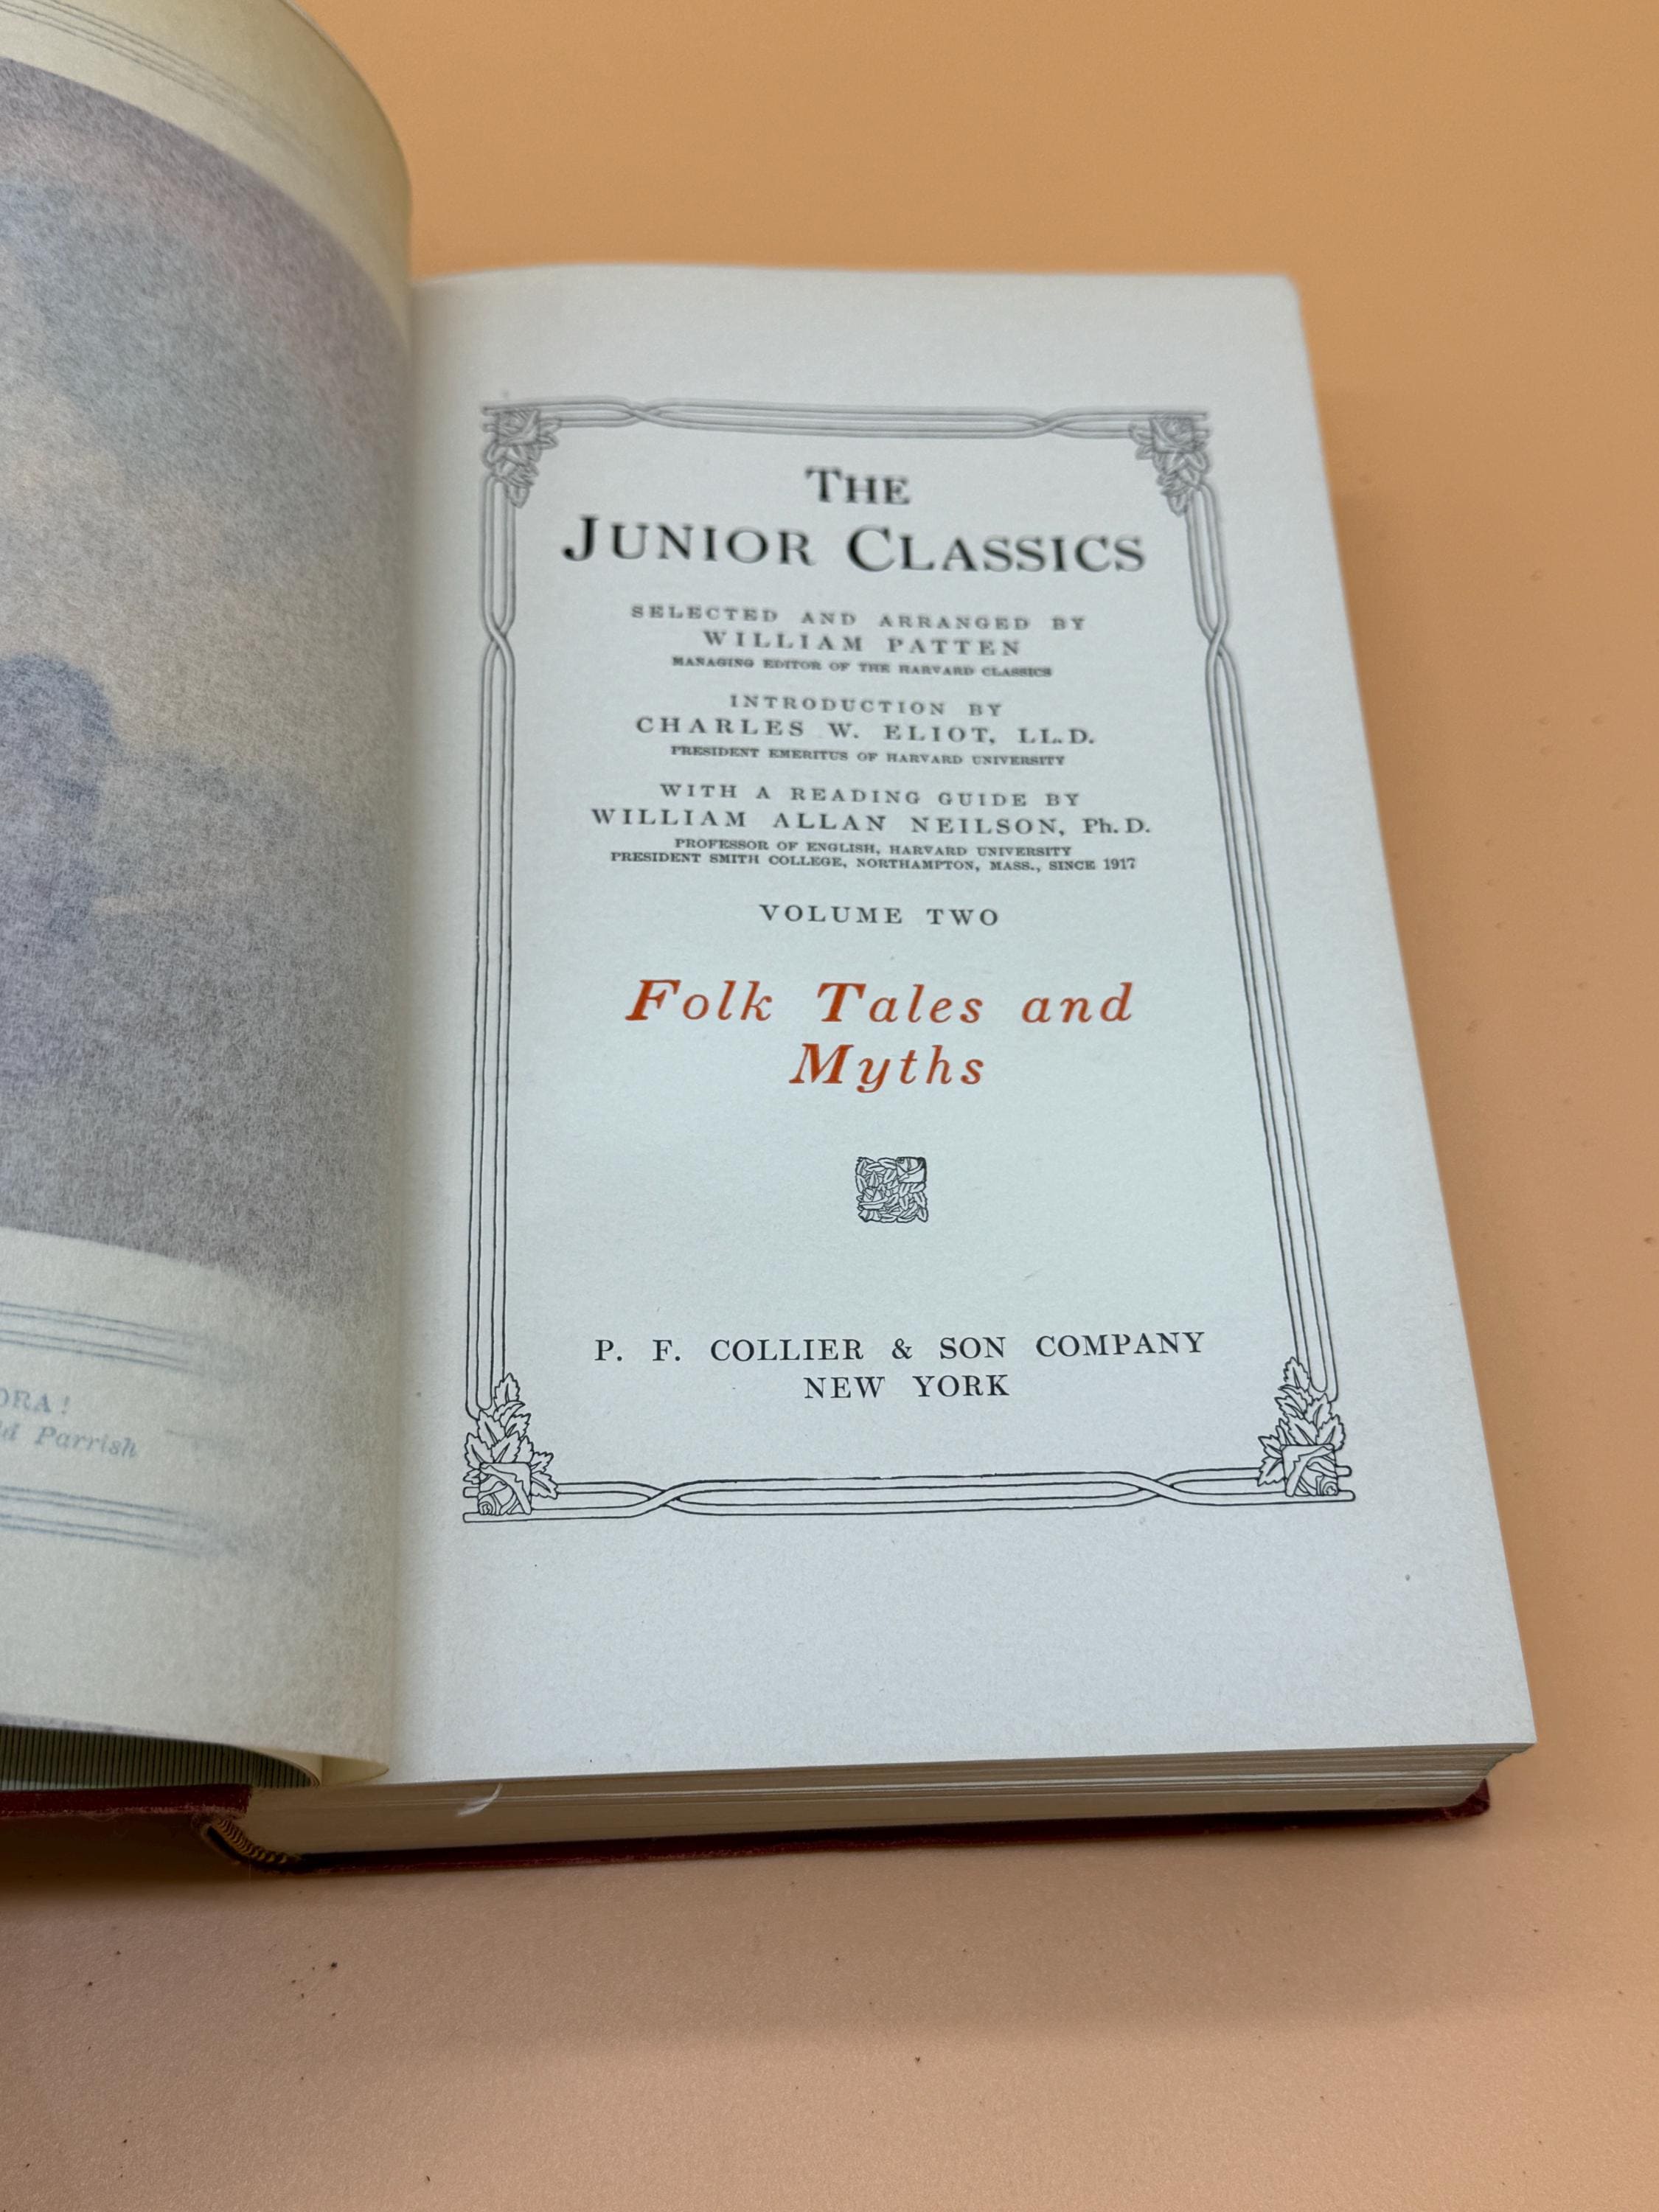 ORA!
ld Parrish
THE
JUNIOR CLASSICS
SELECTED AND ARRANGED BY
WILLIAM PATTEN
MANAGING EDITOR OF THE HARVARD CLASSICS
INTRODUCTION BY
CHARLES W. ELIOT, LL.D.
PRESIDENT EMERITUS OF HARVARD UNIVERSITY
WITH A READING GUIDE BY
WILLIAM ALLAN NEILSON, Ph.D.
PROFESSOR OF ENGLISH, HARVARD UNIVERSITY
PRESIDENT SMITH COLLEGE, NORTHAMPTON, MASS., SINCE 1917
VOLUME TWO
Folk Tales and
Myths
P. F. COLLIER & SON COMPANY
NEW YORK